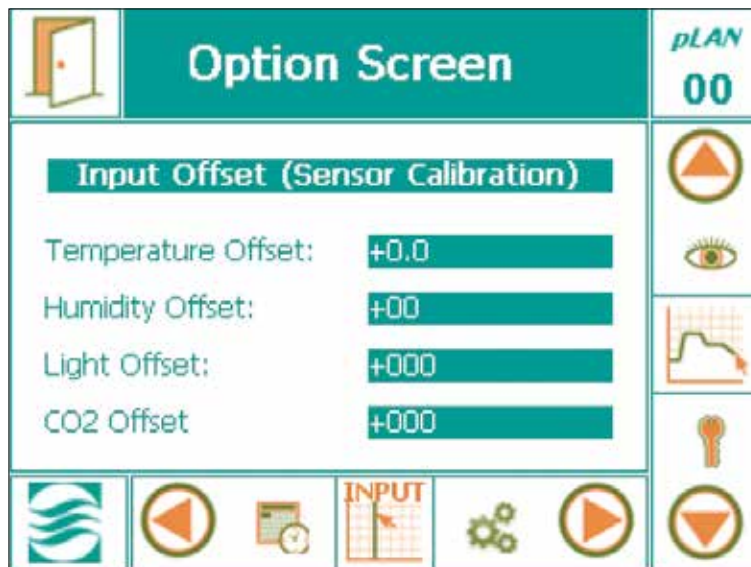 Option Screen
pLAN
00
Input Offset (Sensor Calibration)
Temperature Offset: +0.0
Humidity Offset: +00
Light Offset: +000
CO2 Offset +000
INPUT